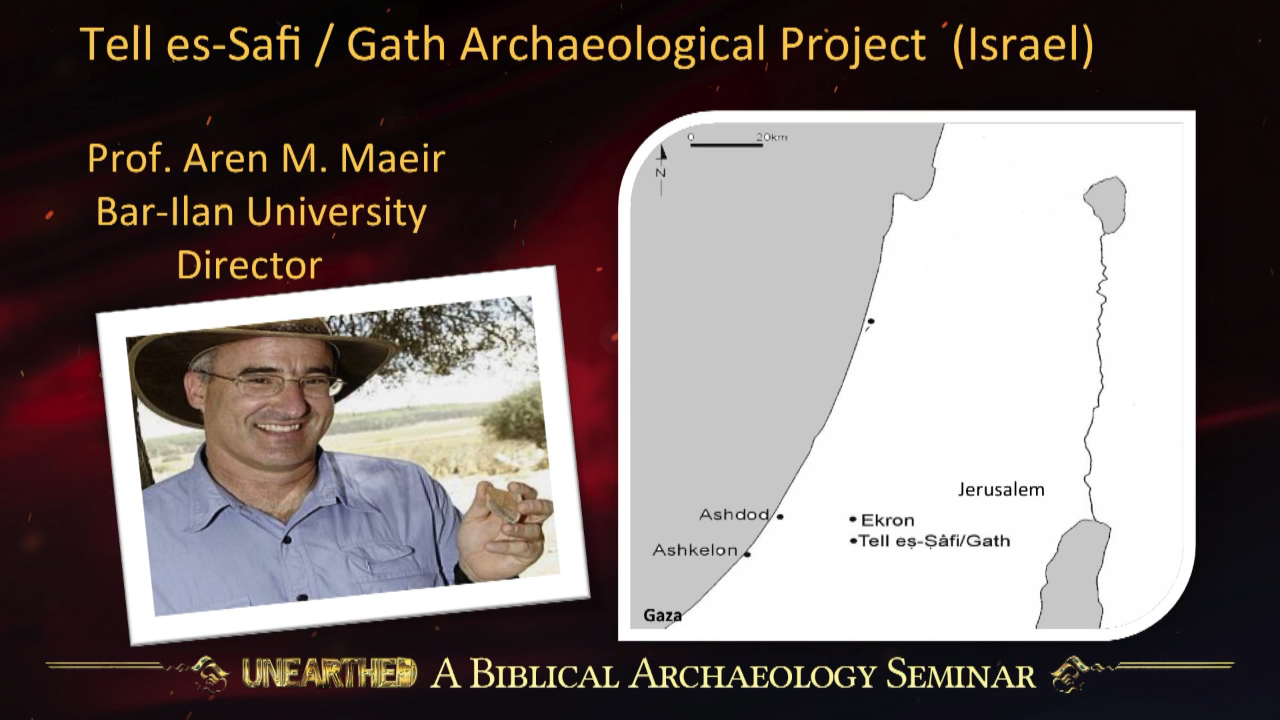 Tell es-Safi / Gath Archaeological Project (Israel)
Prof. Aren M. Maeir
Bar-Ilan University
Director
0 20km
N
Jerusalem
Ashdod
Ekron
Tell eṣ-Ṣâfi/Gath
Ashkelon
Gaza
UNEARTHED A BIBLICAL ARCHAEOLOGY SEMINAR